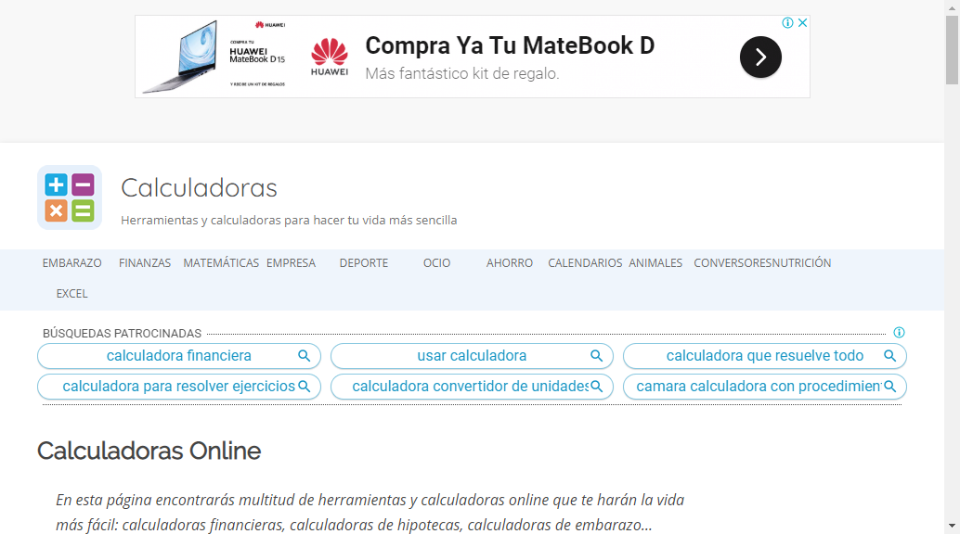 HUAWEI
COMPRA YA TU
HUAWEI
MateBook D15
Y RECIBE UN KIT DE REGALOS
HUAWEI
Compra Ya Tu MateBook D
Más fantástico kit de regalo.
Calculadoras
Herramientas y calculadoras para hacer tu vida más sencilla
EMBARAZO FINANZAS MATEMÁTICAS EMPRESA DEPORTE OCIO AHORRO CALENDARIOS ANIMALES CONVERSORES NUTRICIÓN
EXCEL
BÚSQUEDAS PATROCINADAS
calculadora financiera usar calculadora calculadora que resuelve todo
calculadora para resolver ejercicios calculadora convertidor de unidades camara calculadora con procedimien
Calculadoras Online
En esta página encontrarás multitud de herramientas y calculadoras online que te harán la vida
más fácil: calculadoras financieras, calculadoras de hipotecas, calculadoras de embarazo...